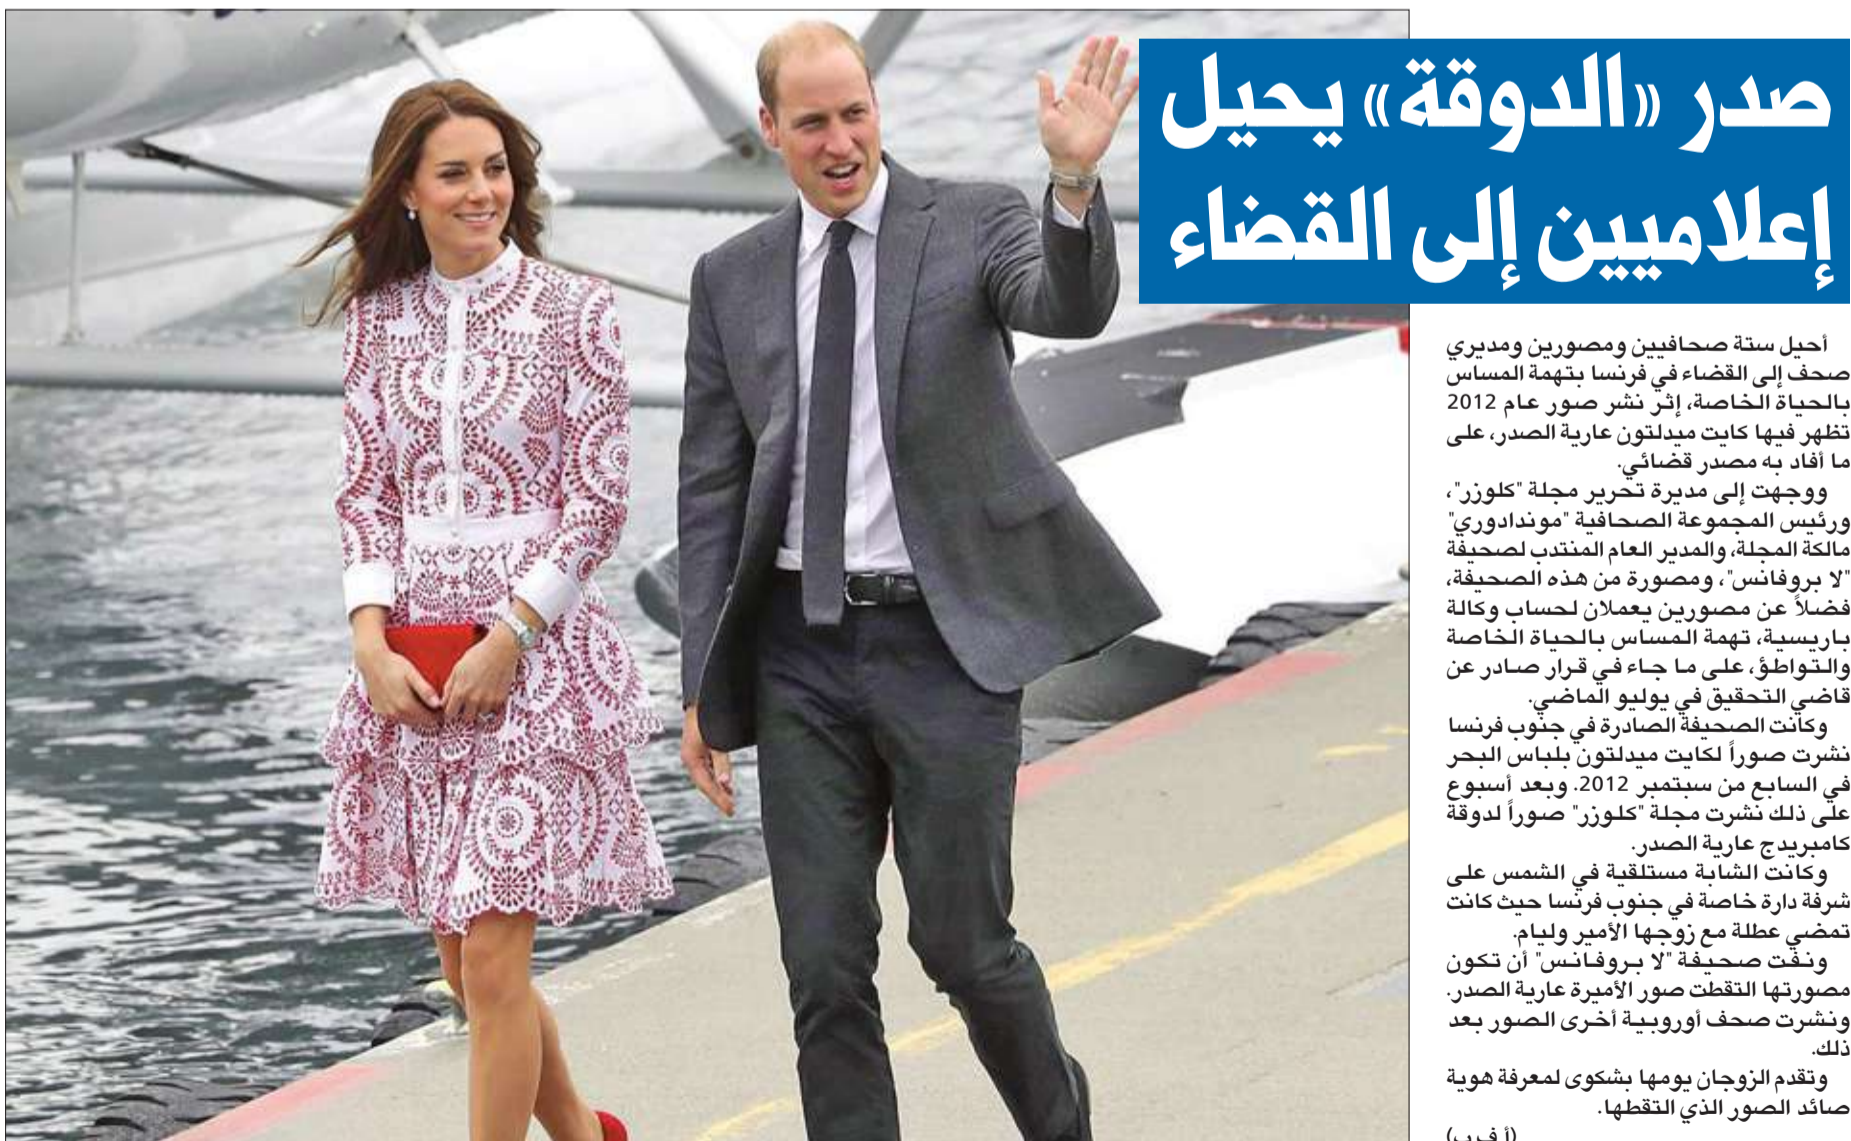 صدر «الدوقة» يحيل
إعلاميين إلى القضاء
أحيل ستة صحافيين ومصورين ومديري
صحف إلى القضاء في فرنسا بتهمة المساس
بالحياة الخاصة، إثر نشر صور عام 2012
تظهر فيها كايت ميدلتون عارية الصدر، على
ما أفاد به مصدر قضائي.
ووجهت إلى مديرة تحرير مجلة "كلوزر"،
ورئيس المجموعة الصحافية "موندادوري"
مالكة المجلة، والمدير العام المنتدب لصحيفة
"لا بروفانس"، ومصورة من هذه الصحيفة،
فضلاً عن مصورين يعملان لحساب وكالة
باريسية، تهمة المساس بالحياة الخاصة
والتواطؤ، على ما جاء في قرار صادر عن
قاضي التحقيق في يوليو الماضي.
وكانت الصحيفة الصادرة في جنوب فرنسا
نشرت صوراً لكايت ميدلتون بلباس البحر
في السابع من سبتمبر 2012. وبعد أسبوع
على ذلك نشرت مجلة "كلوزر" صوراً لدوقة
كامبريدج عارية الصدر.
وكانت الشابة مستلقية في الشمس على
شرفة دارة خاصة في جنوب فرنسا حيث كانت
تمضي عطلة مع زوجها الأمير وليام.
ونفت صحيفة "لا بروفانس" أن تكون
مصورتها التقطت صور الأميرة عارية الصدر.
ونشرت صحف أوروبية أخرى الصور بعد
ذلك.
وتقدم الزوجان يومها بشكوى لمعرفة هوية
صائد الصور الذي التقطها.
(أ ف ب)